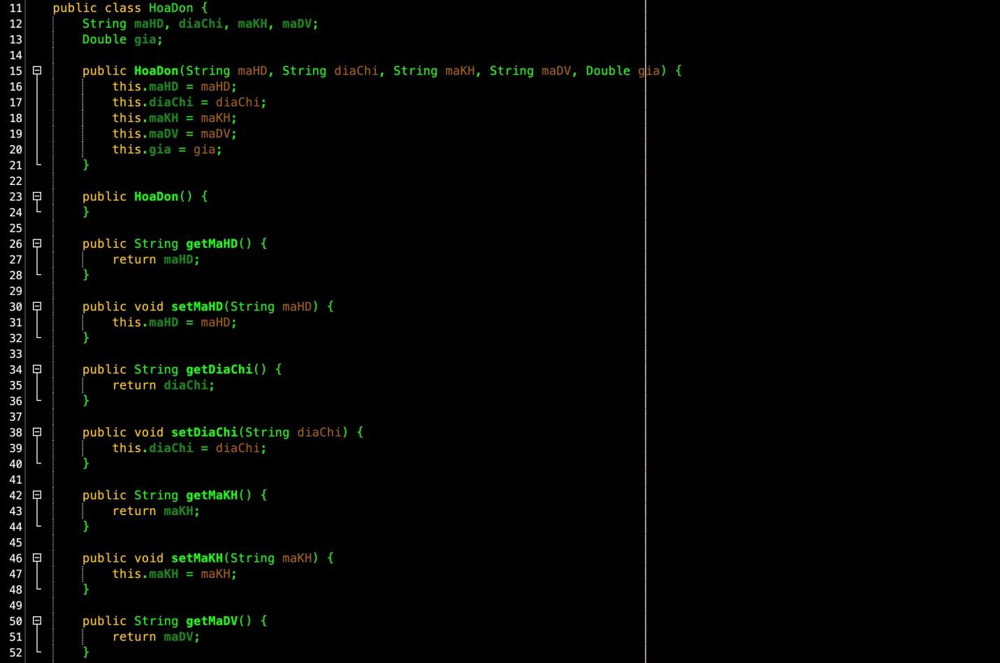 11 public class HoaDon {
12     String maHD, diaChi, maKH, maDV;
13     Double gia;
14
15     public HoaDon(String maHD, String diaChi, String maKH, String maDV, Double gia) {
16         this.maHD = maHD;
17         this.diaChi = diaChi;
18         this.maKH = maKH;
19         this.maDV = maDV;
20         this.gia = gia;
21     }
22
23     public HoaDon() {
24     }
25
26     public String getMaHD() {
27         return maHD;
28     }
29
30     public void setMaHD(String maHD) {
31         this.maHD = maHD;
32     }
33
34     public String getDiaChi() {
35         return diaChi;
36     }
37
38     public void setDiaChi(String diaChi) {
39         this.diaChi = diaChi;
40     }
41
42     public String getMaKH() {
43         return maKH;
44     }
45
46     public void setMaKH(String maKH) {
47         this.maKH = maKH;
48     }
49
50     public String getMaDV() {
51         return maDV;
52     }